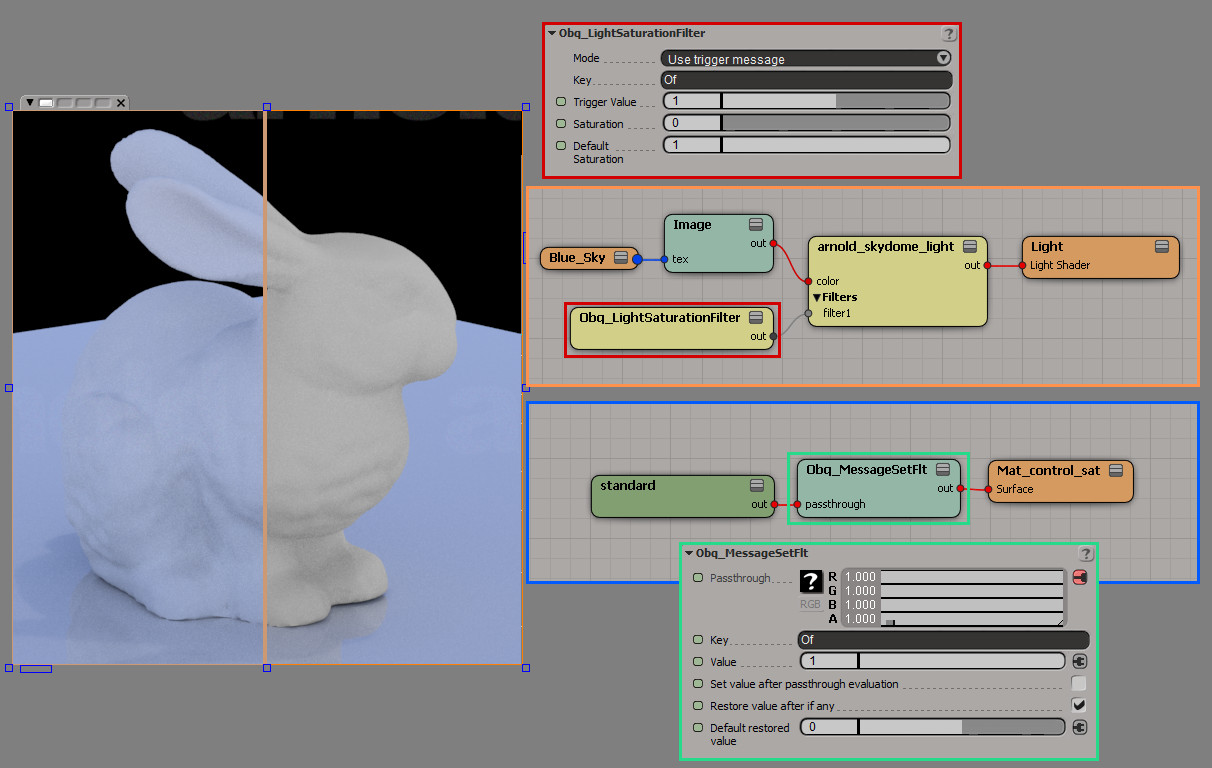 Obq_LightSaturationFilter
?
Mode
Use trigger message
Key
Of
Trigger Value
1
Saturation
0
Default
Saturation
1
Blue_Sky
Image
out
tex
Obq_LightSaturationFilter
out
arnold_skydome_light
out
color
Filters
filter1
Light
Light Shader
standard
out
Obq_MessageSetFlt
out
passthrough
Mat_control_sat
Surface
Obq_MessageSetFlt
?
Passthrough
?
RGB
R 1.000
G 1.000
B 1.000
A 1.000
Key
Of
Value
1
Set value after passthrough evaluation
Restore value after if any
Default restored
value
0